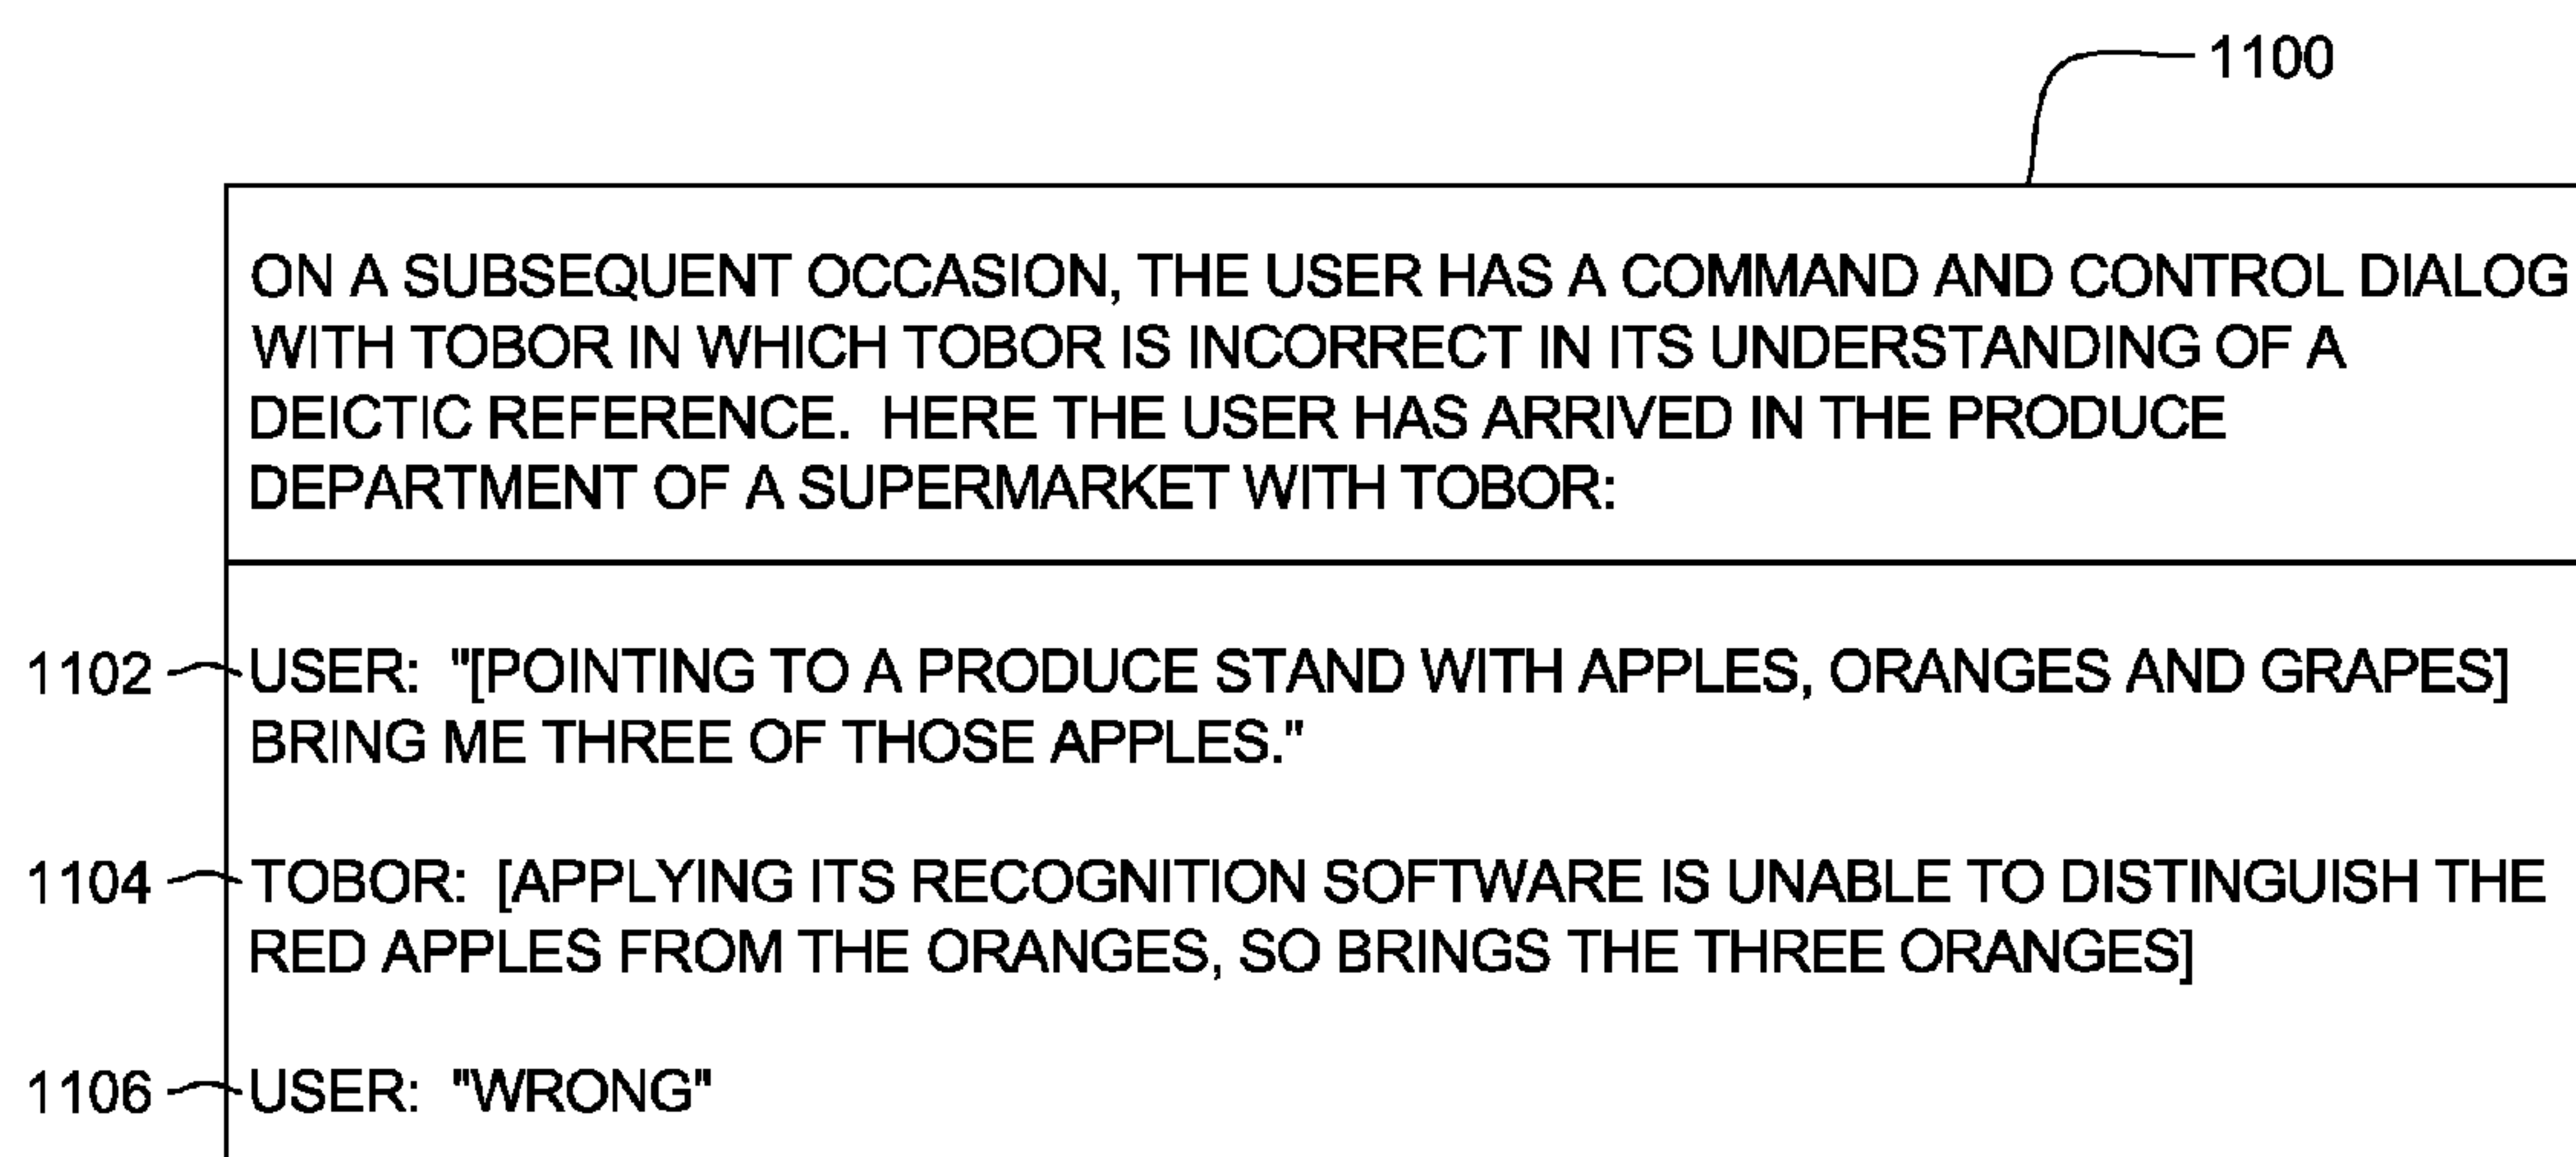 1100
ON A SUBSEQUENT OCCASION, THE USER HAS A COMMAND AND CONTROL DIALOG
WITH TOBOR IN WHICH TOBOR IS INCORRECT IN ITS UNDERSTANDING OF A
DEICTIC REFERENCE. HERE THE USER HAS ARRIVED IN THE PRODUCE
DEPARTMENT OF A SUPERMARKET WITH TOBOR:
1102 USER: "[POINTING TO A PRODUCE STAND WITH APPLES, ORANGES AND GRAPES]
BRING ME THREE OF THOSE APPLES."
1104 TOBOR: [APPLYING ITS RECOGNITION SOFTWARE IS UNABLE TO DISTINGUISH THE
RED APPLES FROM THE ORANGES, SO BRINGS THE THREE ORANGES]
1106 USER: "WRONG"